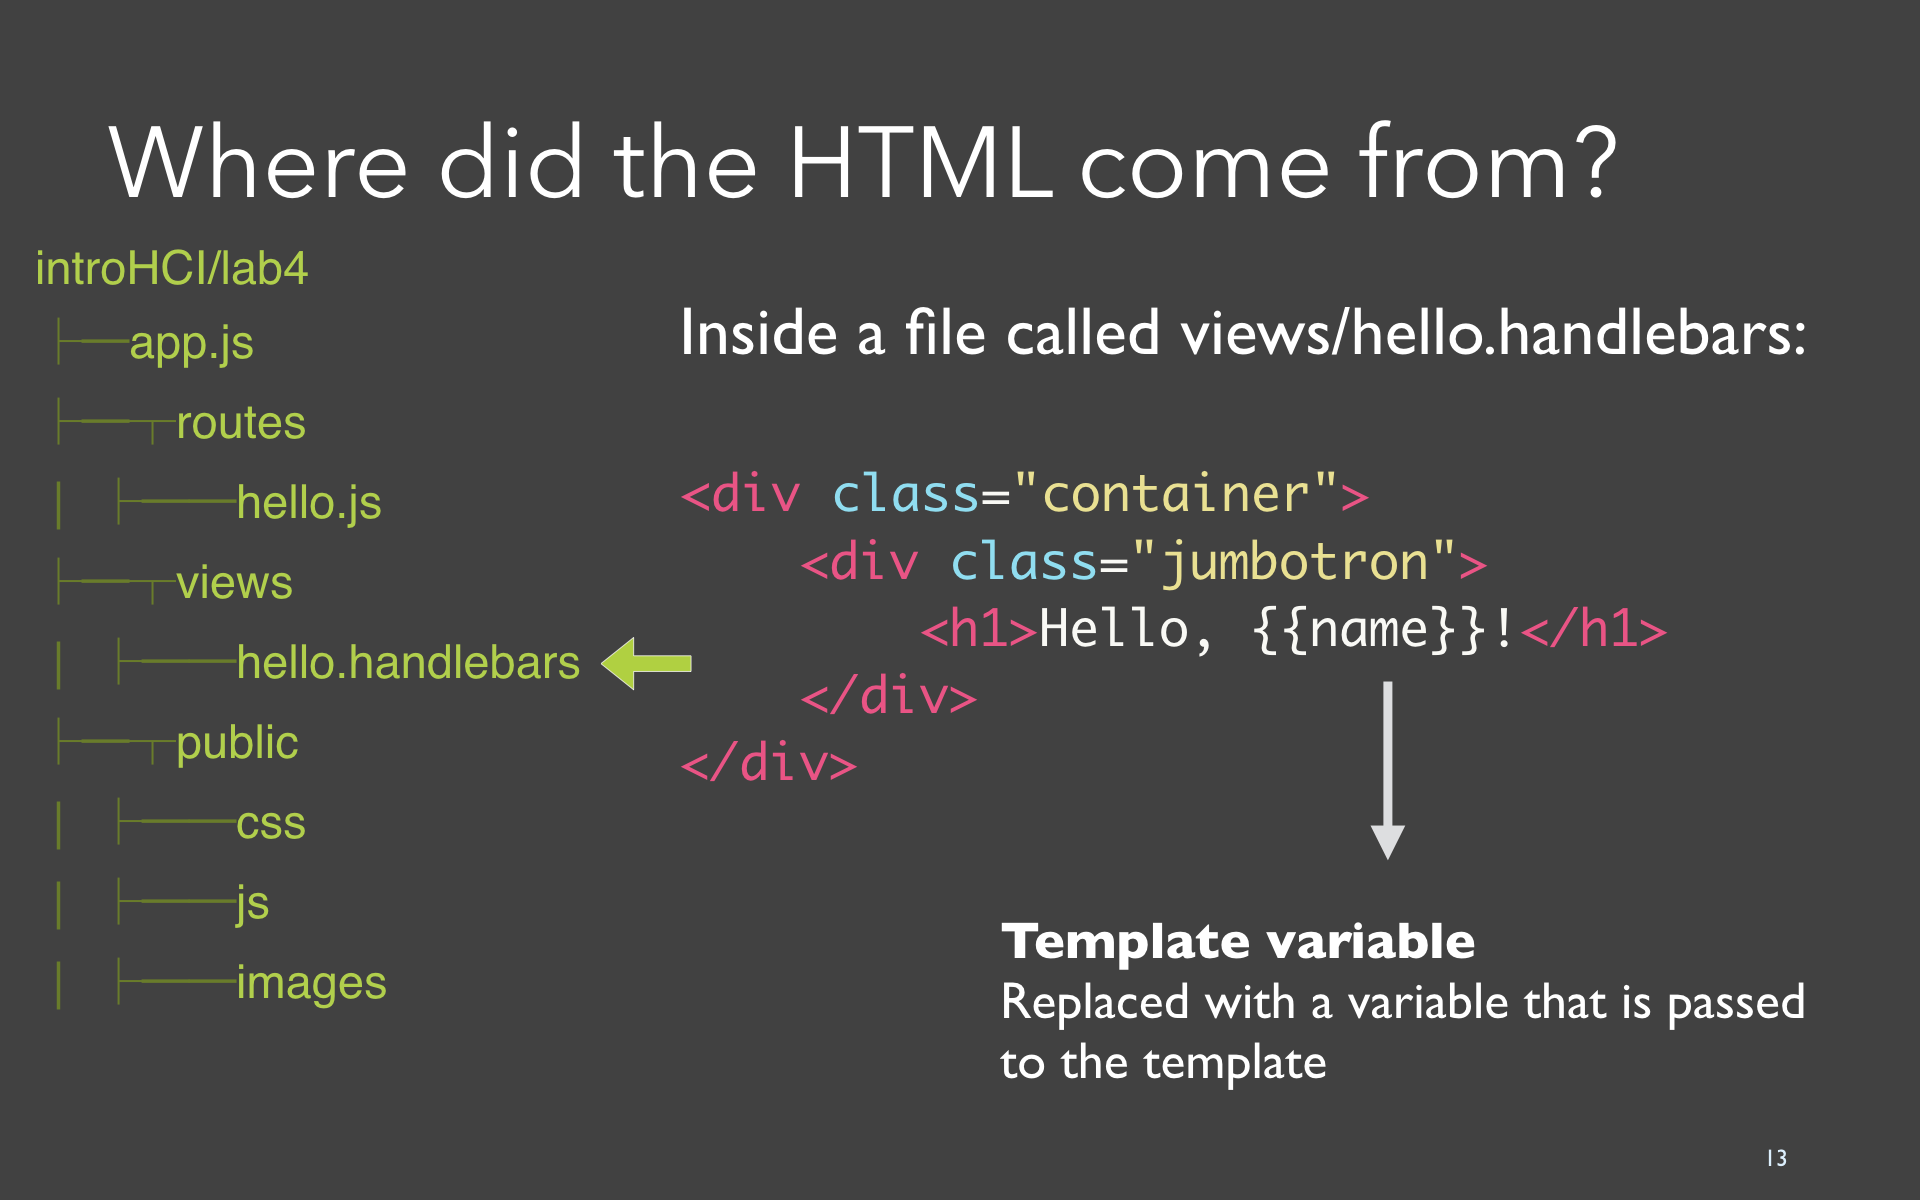 Where did the HTML come from?
introHCI/lab4
app.js
routes
hello.js
views
hello.handlebars
public
css
js
images
Inside a file called views/hello.handlebars:
<div class="container">
<div class="jumbotron">
<h1>Hello, {{name}}!</h1>
</div>
</div>
Template variable
Replaced with a variable that is passed
to the template
13